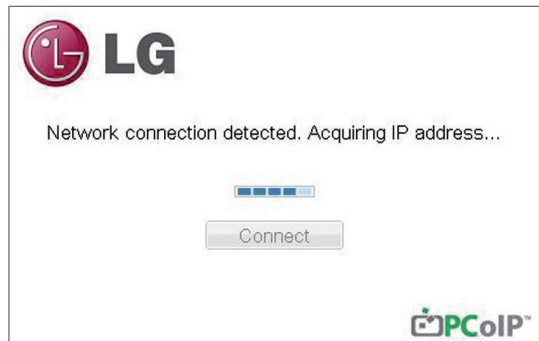 LG
Network connection detected. Acquiring IP address...
Connect
PCoIP™